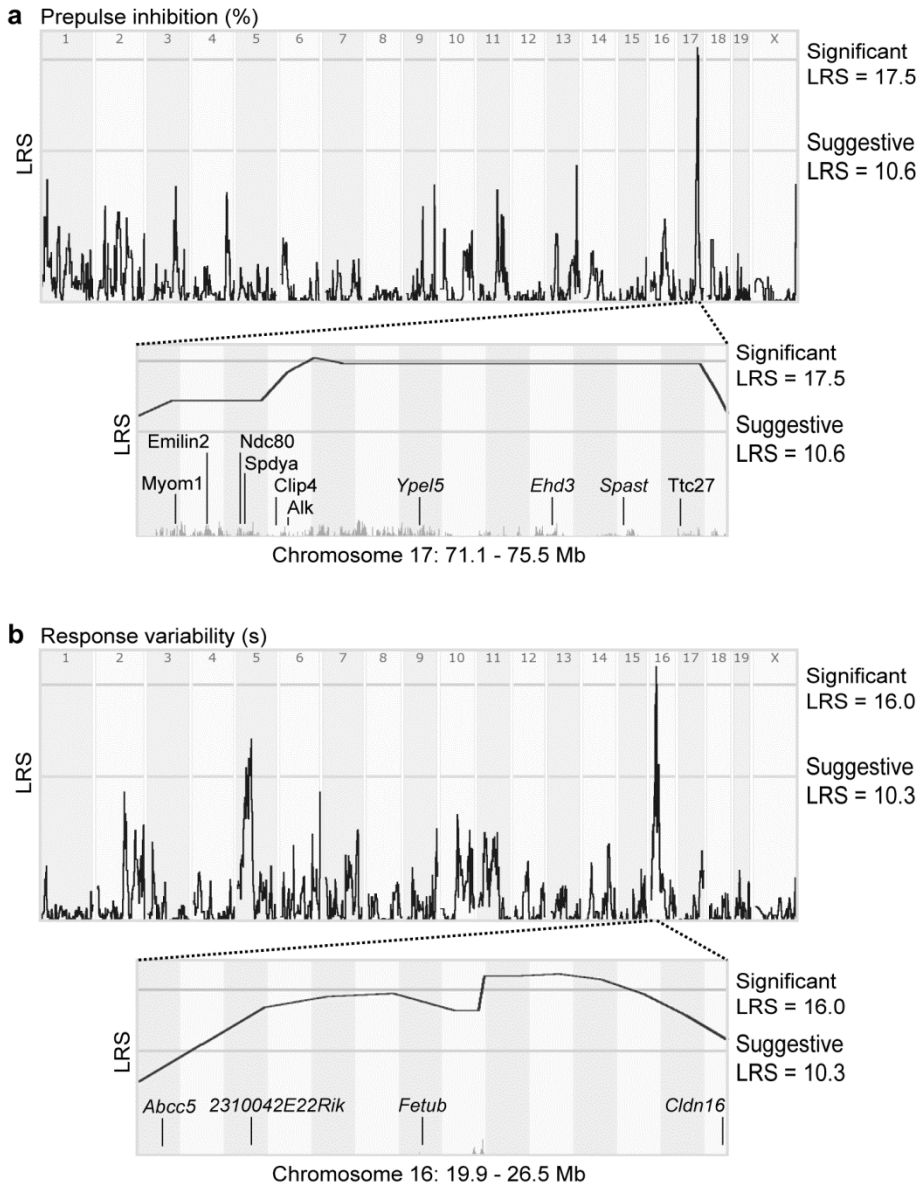 a Prepulse inhibition (%)
1 2 3 4 5 6 7 8 9 10 11 12 13 14 15 16 17 18 19 X
Significant
LRS = 17.5
Suggestive
LRS = 10.6
LRS
Significant
LRS = 17.5
Suggestive
LRS = 10.6
LRS
Emilin2 Ndc80
Spdya
Myom1 Clip4 Ypel5 Ehd3 Spast Ttc27
Alk
Chromosome 17: 71.1 - 75.5 Mb
b Response variability (s)
1 2 3 4 5 6 7 8 9 10 11 12 13 14 15 16 17 18 19 X
Significant
LRS = 16.0
Suggestive
LRS = 10.3
LRS
Significant
LRS = 16.0
Suggestive
LRS = 10.3
LRS
Abcc5 2310042E22Rik Fetub Cldn16
Chromosome 16: 19.9 - 26.5 Mb